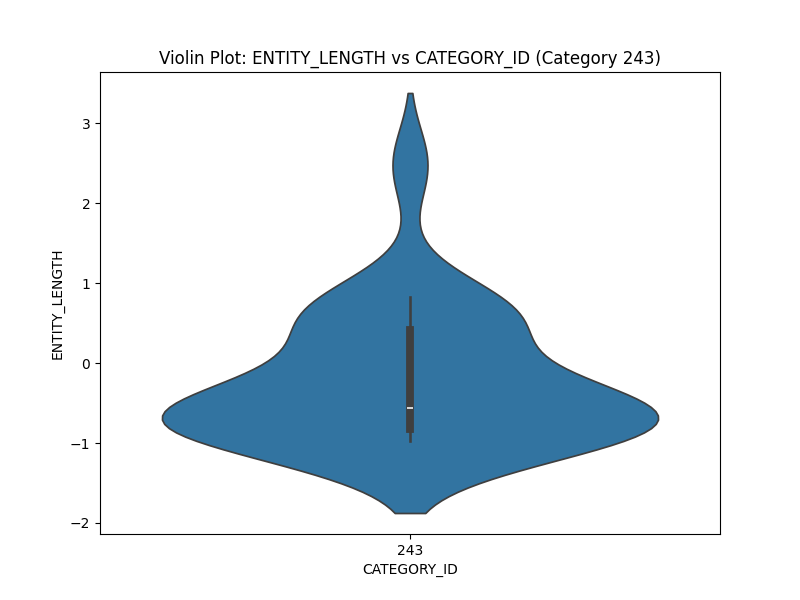 Violin Plot: ENTITY_LENGTH vs CATEGORY_ID (Category 243)
ENTITY_LENGTH
3
2
1
0
−1
−2
243
CATEGORY_ID